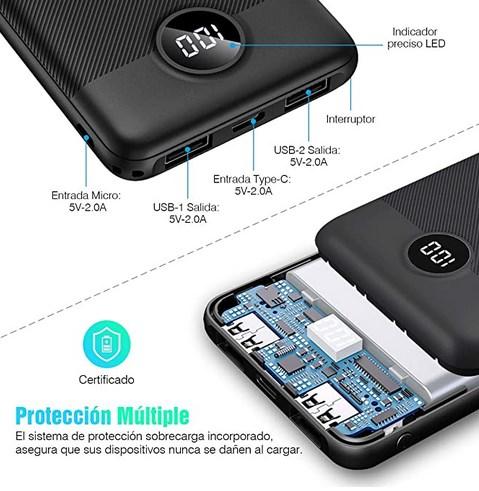 100
Indicador
preciso LED
Interruptor
USB-2 Salida:
5V-2.0A
Entrada Type-C:
5V-2.0A
USB-1 Salida:
5V-2.0A
Entrada Micro:
5V-2.0A
100
Certificado
Protección Múltiple
El sistema de protección sobrecarga incorporado,
asegura que sus dispositivos nunca se dañen al cargar.